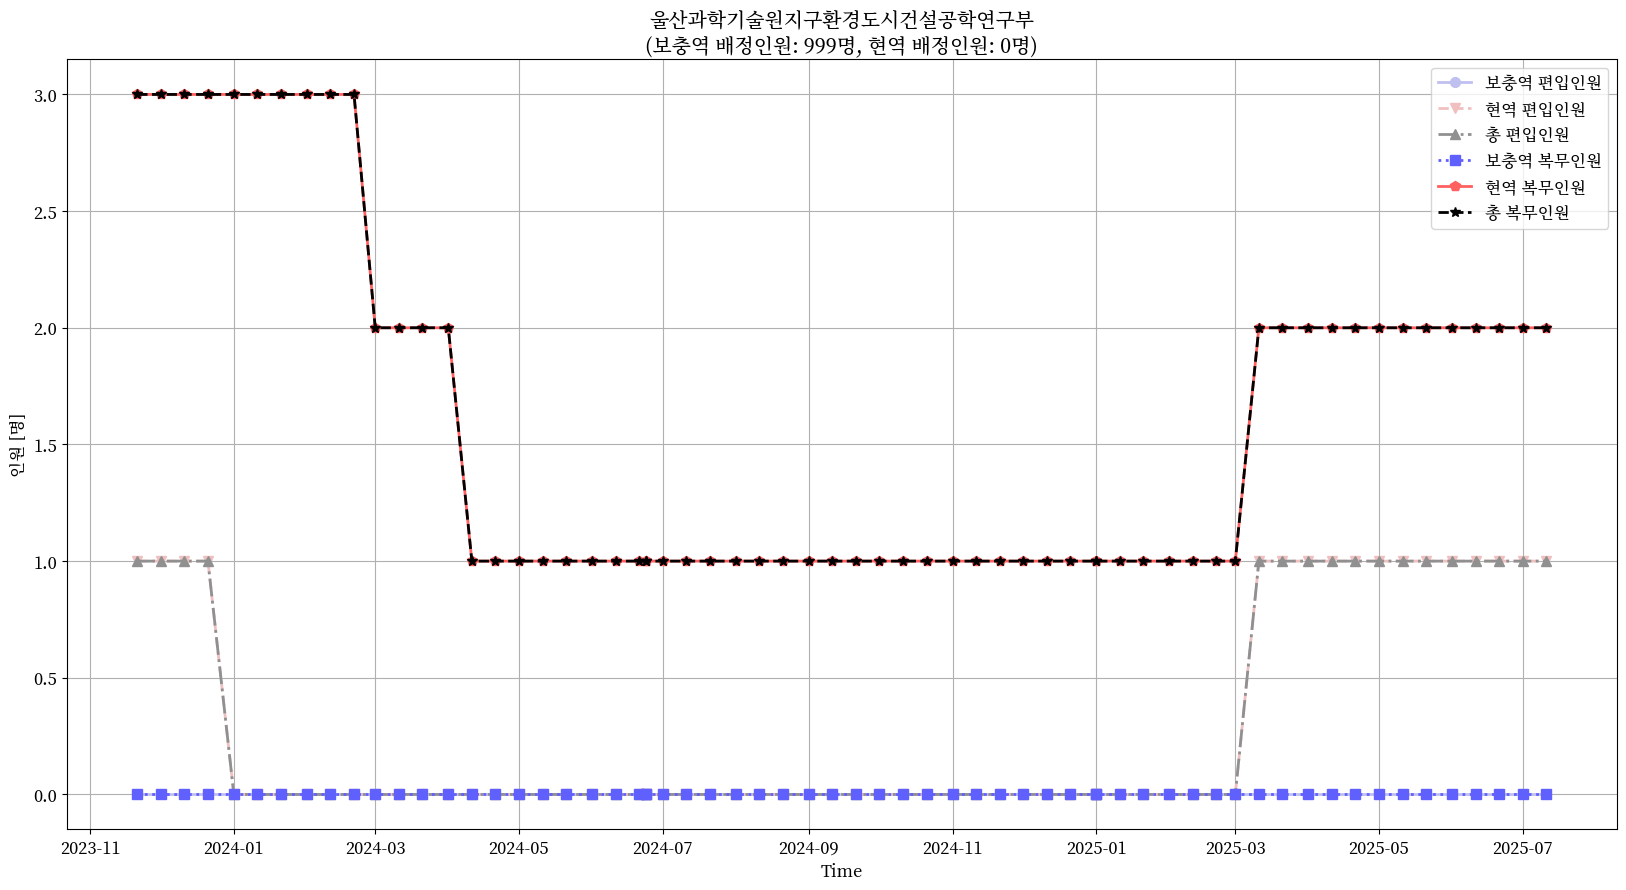 울산과학기술원지구환경도시건설공학연구부
(보충역 배정인원: 999명, 현역 배정인원: 0명)
보충역 편입인원
현역 편입인원
총 편입인원
보충역 복무인원
현역 복무인원
총 복무인원
인원 [명]
3.0
2.5
2.0
1.5
1.0
0.5
0.0
2023-11 2024-01 2024-03 2024-05 2024-07 2024-09 2024-11 2025-01 2025-03 2025-05 2025-07
Time